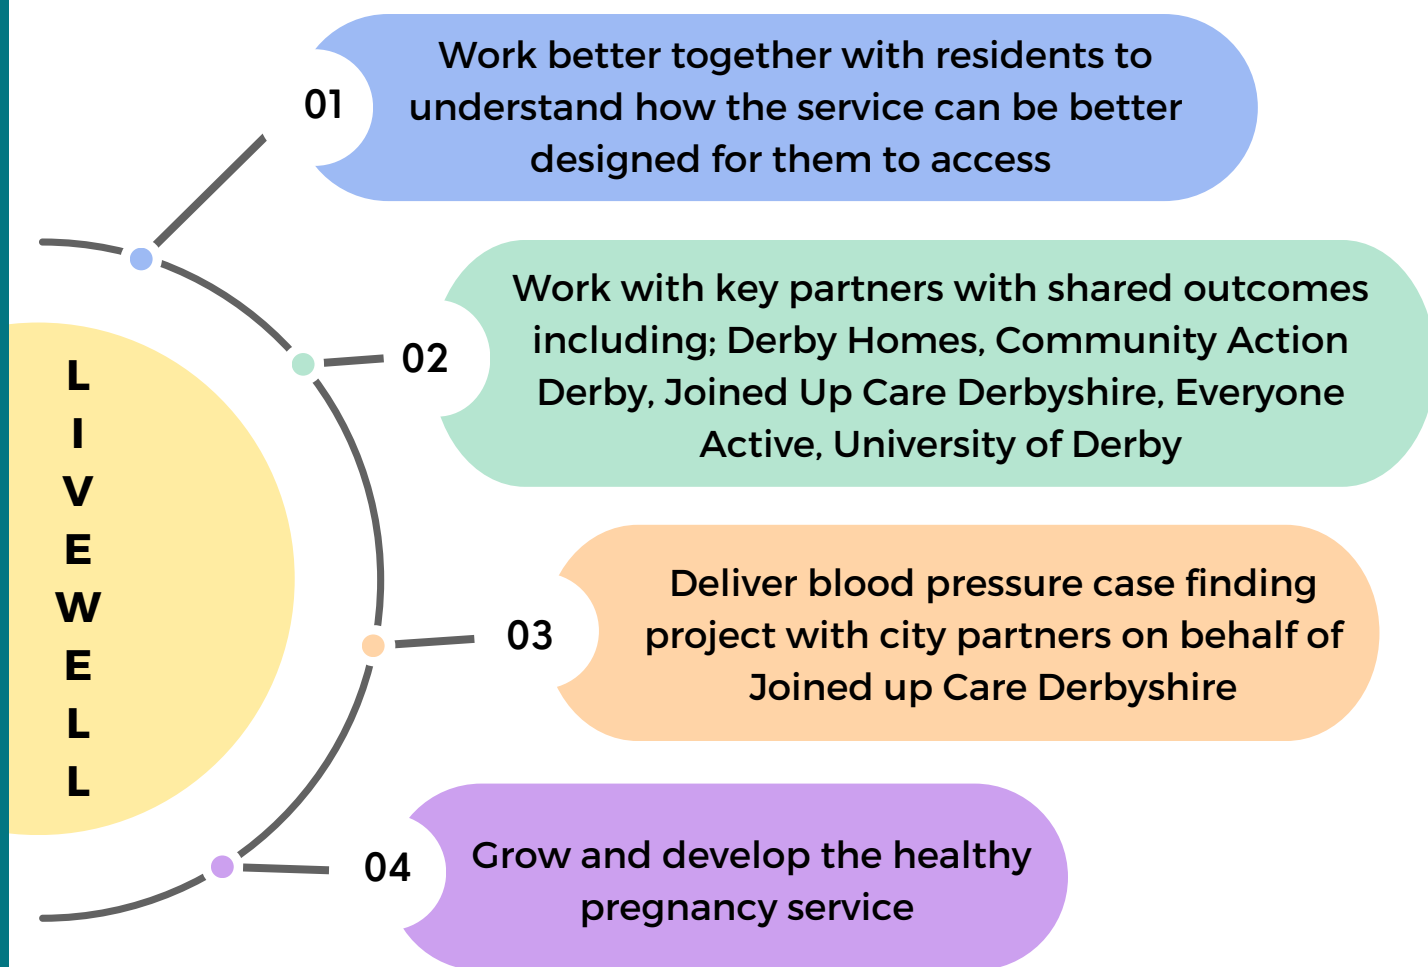 LIVEWELL
01
Work better together with residents to
understand how the service can be better
designed for them to access
02
Work with key partners with shared outcomes
including; Derby Homes, Community Action
Derby, Joined Up Care Derbyshire, Everyone
Active, University of Derby
03
Deliver blood pressure case finding
project with city partners on behalf of
Joined up Care Derbyshire
04
Grow and develop the healthy
pregnancy service